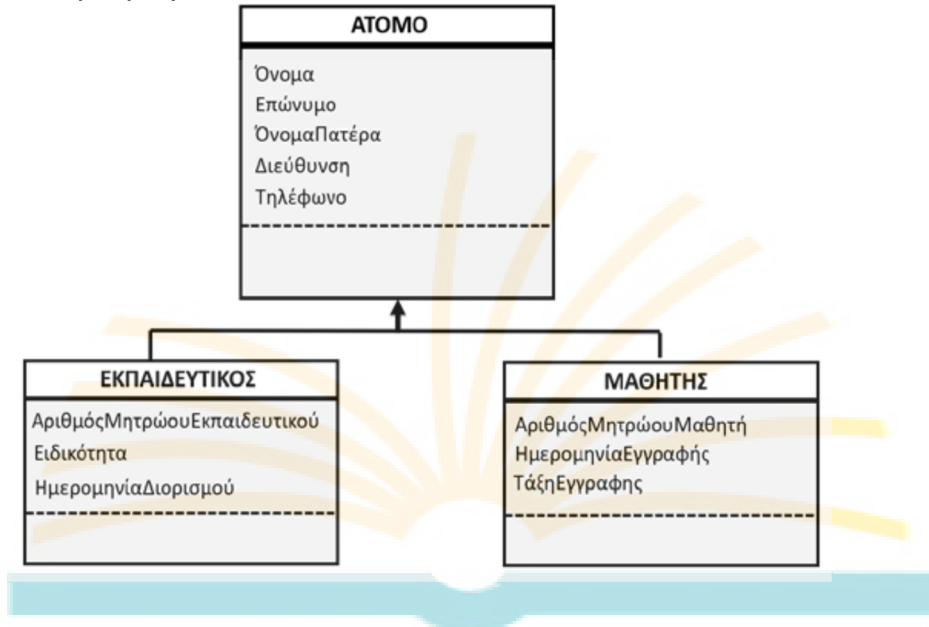 ΑΤΟΜΟ
Όνομα
Επώνυμο
ΌνομαΠατέρα
Διεύθυνση
Τηλέφωνο
ΕΚΠΑΙΔΕΥΤΙΚΟΣ
ΑριθμόςΜητρώουΕκπαιδευτικού
Ειδικότητα
ΗμερομηνίαΔιορισμού
ΜΑΘΗΤΗΣ
ΑριθμόςΜητρώουΜαθητή
ΗμερομηνίαΕγγραφής
ΤάξηΕγγραφης